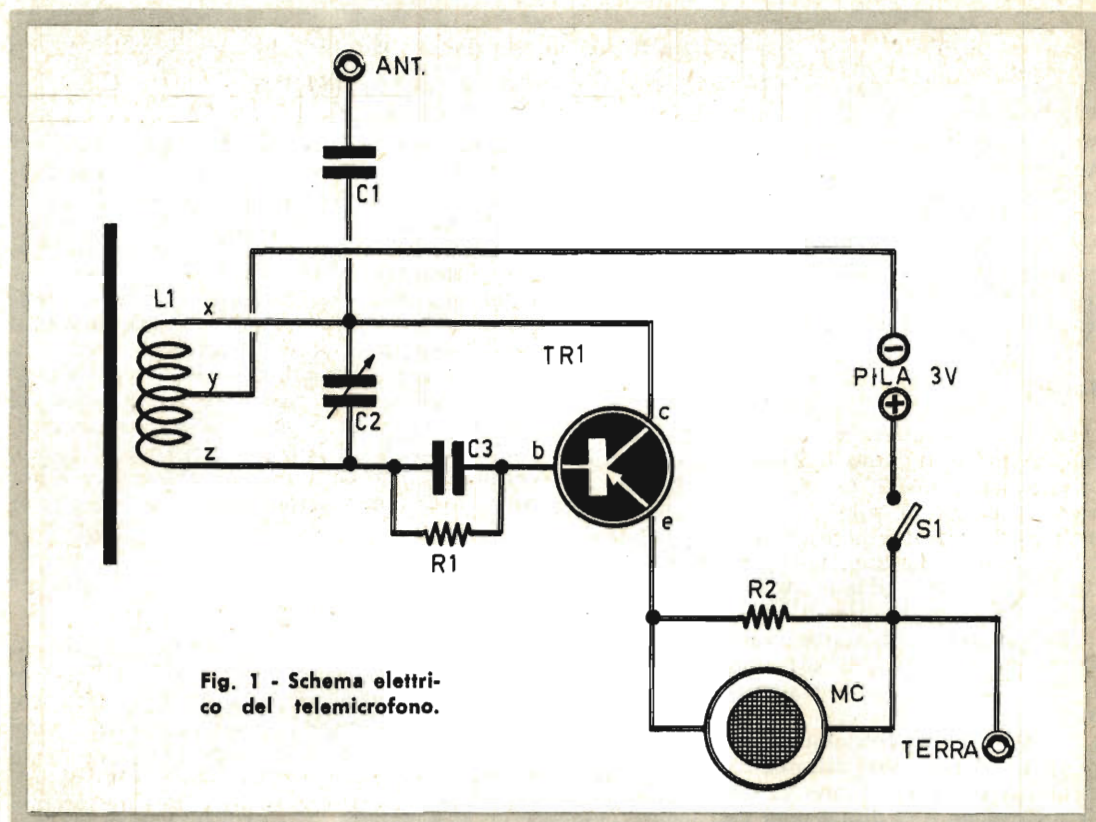 ANT.
C1
L1
x
TR1
y
C2
PILA 3V
c
z
C3
b
e
S1
R1
R2
Fig. 1 - Schema elettri-
co del telemicrofono.
MC
TERRA